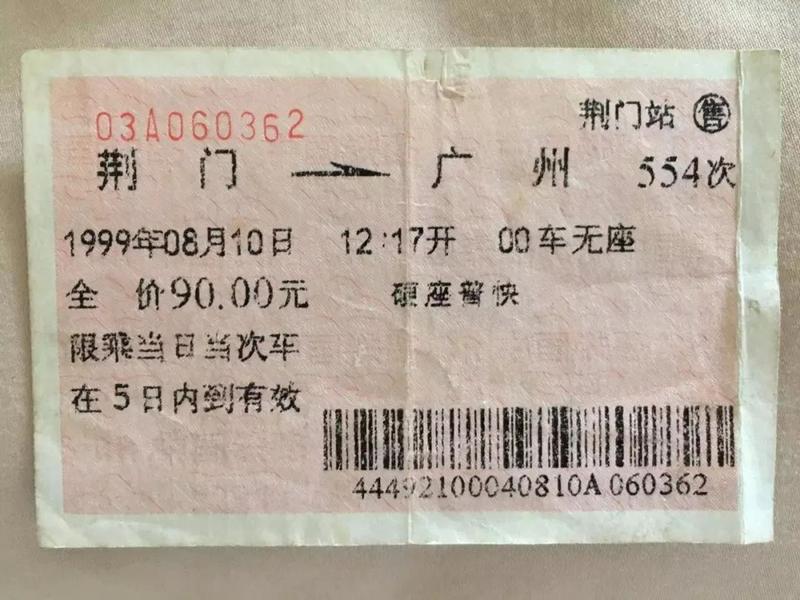 03A060362
荆门站 售
荆门 → 广州 554次
1999年08月10日 12:17开 00车无座
全 价90.00元 硬座普快
限乘当日当次车
在5日内到有效
44492100040810A 060362